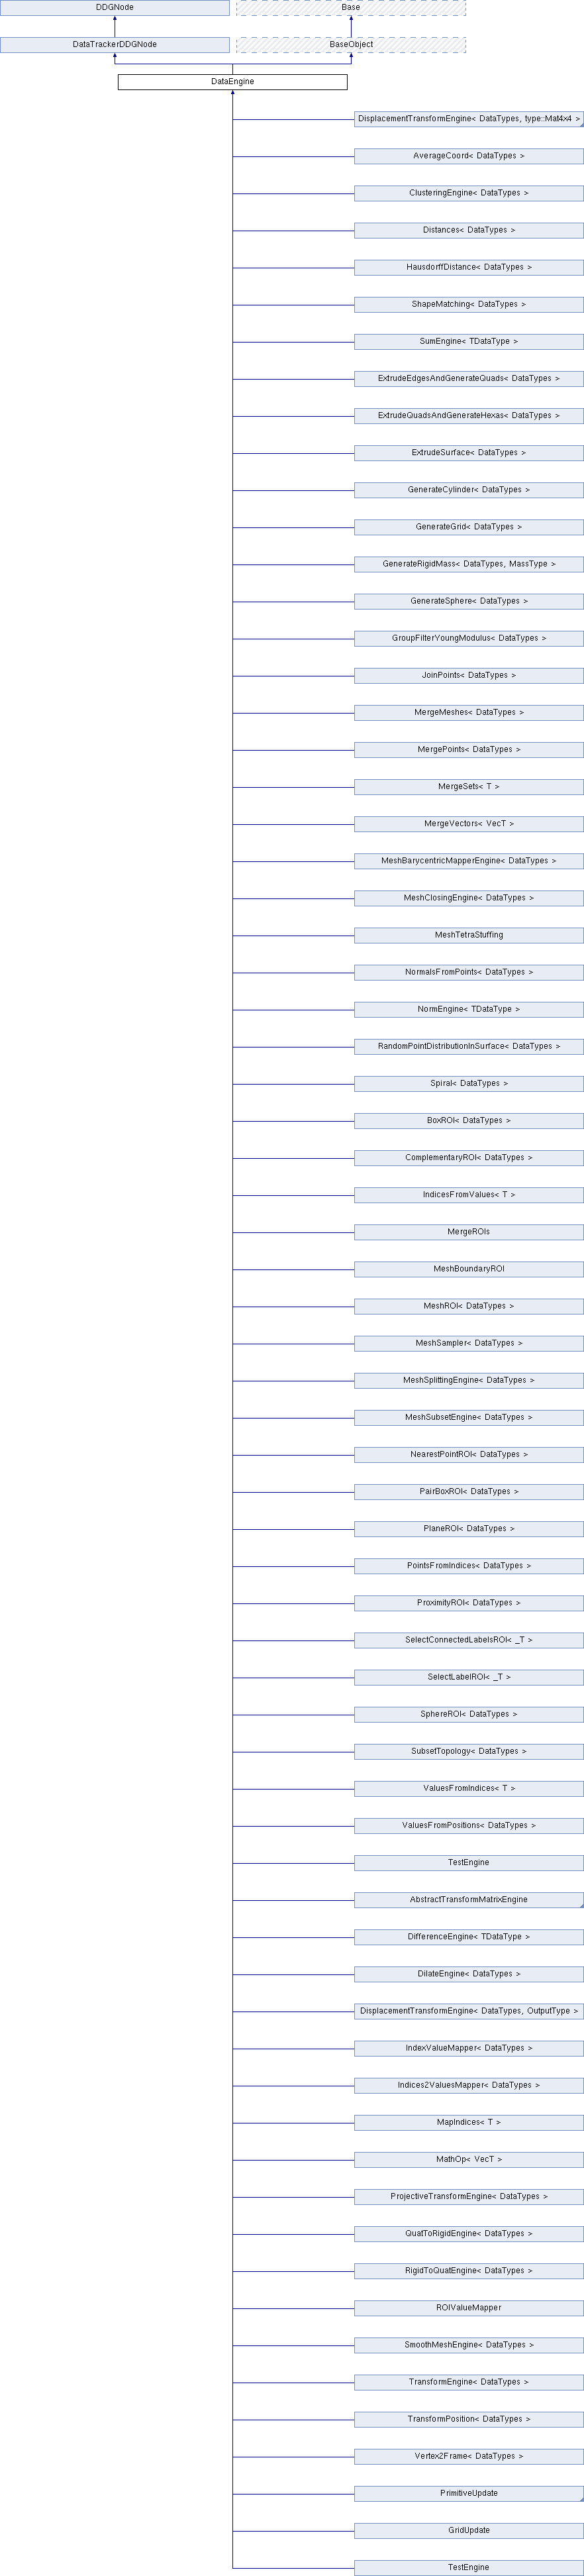 DDGNode
Base
DataTrackerDDGNode
BaseObject
DataEngine
DisplacementTransformEngine< DataTypes, type::Mat4x4 >
AverageCoord< DataTypes >
ClusteringEngine< DataTypes >
Distances< DataTypes >
HausdorffDistance< DataTypes >
ShapeMatching< DataTypes >
SumEngine< TDataType >
ExtrudeEdgesAndGenerateQuads< DataTypes >
ExtrudeQuadsAndGenerateHexas< DataTypes >
ExtrudeSurface< DataTypes >
GenerateCylinder< DataTypes >
GenerateGrid< DataTypes >
GenerateRigidMass< DataTypes, MassType >
GenerateSphere< DataTypes >
GroupFilterYoungModulus< DataTypes >
JoinPoints< DataTypes >
MergeMeshes< DataTypes >
MergePoints< DataTypes >
MergeSets< T >
MergeVectors< VecT >
MeshBarycentricMapperEngine< DataTypes >
MeshClosingEngine< DataTypes >
MeshTetraStuffing
NormalsFromPoints< DataTypes >
NormEngine< TDataType >
RandomPointDistributionInSurface< DataTypes >
Spiral< DataTypes >
BoxROI< DataTypes >
ComplementaryROI< DataTypes >
IndicesFromValues< T >
MergeROIs
MeshBoundaryROI
MeshROI< DataTypes >
MeshSampler< DataTypes >
MeshSplittingEngine< DataTypes >
MeshSubsetEngine< DataTypes >
NearestPointROI< DataTypes >
PairBoxROI< DataTypes >
PlaneROI< DataTypes >
PointsFromIndices< DataTypes >
ProximityROI< DataTypes >
SelectConnectedLabelsROI< _T >
SelectLabelROI< _T >
SphereROI< DataTypes >
SubsetTopology< DataTypes >
ValuesFromIndices< T >
ValuesFromPositions< DataTypes >
TestEngine
AbstractTransformMatrixEngine
DifferenceEngine< TDataType >
DilateEngine< DataTypes >
DisplacementTransformEngine< DataTypes, OutputType >
IndexValueMapper< DataTypes >
Indices2ValuesMapper< DataTypes >
MapIndices< T >
MathOp< VecT >
ProjectiveTransformEngine< DataTypes >
QuatToRigidEngine< DataTypes >
RigidToQuatEngine< DataTypes >
ROIValueMapper
SmoothMeshEngine< DataTypes >
TransformEngine< DataTypes >
TransformPosition< DataTypes >
Vertex2Frame< DataTypes >
PrimitiveUpdate
GridUpdate
TestEngine